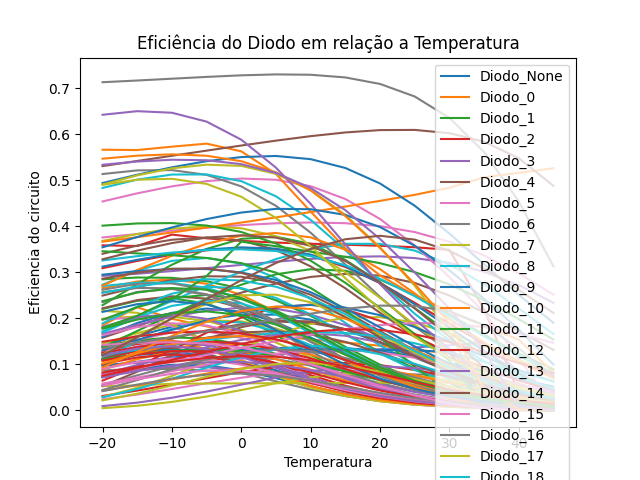 Eficiência do Diodo em relação a Temperatura
Eficiencia do circuito
0.7
0.6
0.5
0.4
0.3
0.2
0.1
0.0
−20
−10
0
10
20
30
40
Temperatura
Diodo_None
Diodo_0
Diodo_1
Diodo_2
Diodo_3
Diodo_4
Diodo_5
Diodo_6
Diodo_7
Diodo_8
Diodo_9
Diodo_10
Diodo_11
Diodo_12
Diodo_13
Diodo_14
Diodo_15
Diodo_16
Diodo_17
Diodo_18